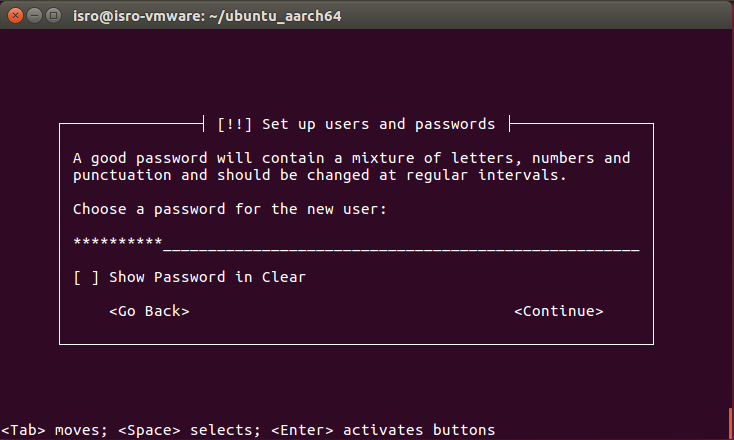 isro@isro-vmware: ~/ubuntu_aarch64
[!!] Set up users and passwords
A good password will contain a mixture of letters, numbers and
punctuation and should be changed at regular intervals.
Choose a password for the new user:
**********_____________________________________________________
[ ] Show Password in Clear
<Go Back> <Continue>
<Tab> moves; <Space> selects; <Enter> activates buttons